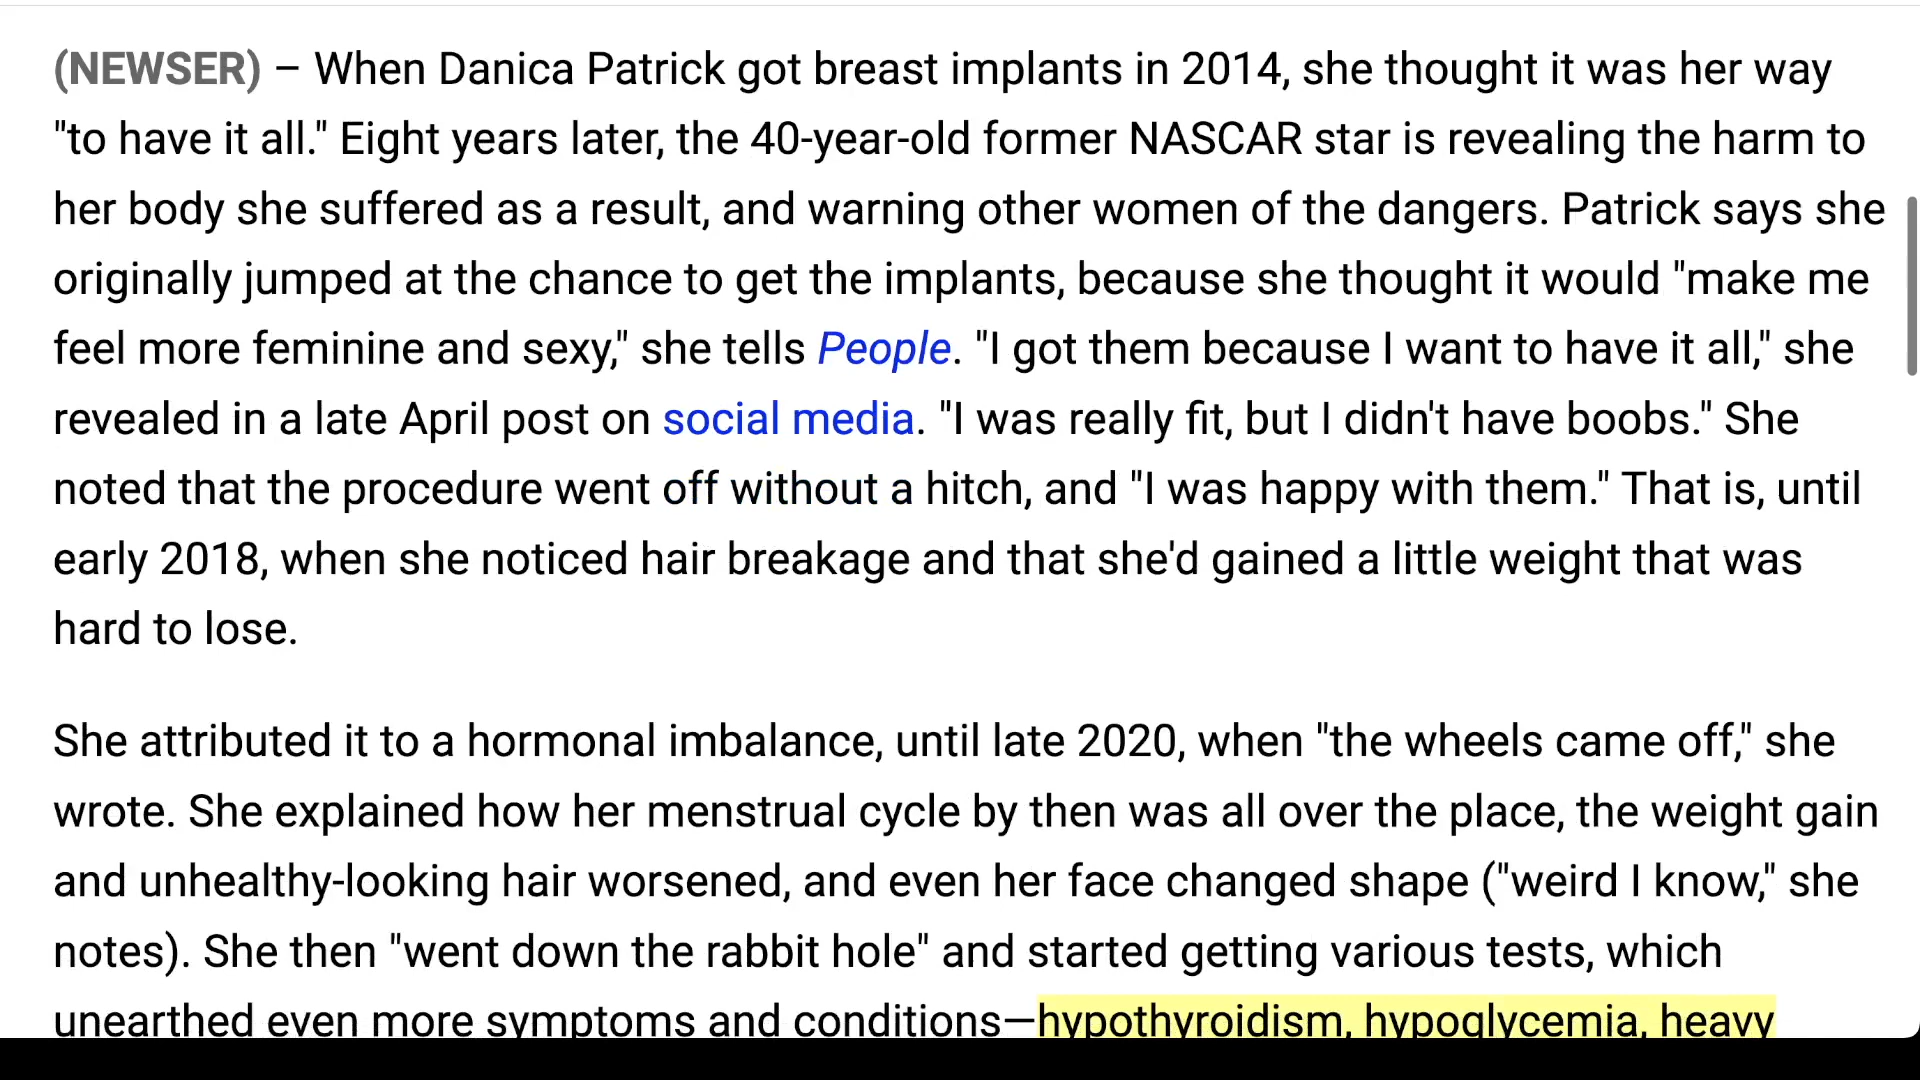 (NEWSER) – When Danica Patrick got breast implants in 2014, she thought it was her way
"to have it all." Eight years later, the 40-year-old former NASCAR star is revealing the harm to
her body she suffered as a result, and warning other women of the dangers. Patrick says she
originally jumped at the chance to get the implants, because she thought it would "make me
feel more feminine and sexy," she tells People. "I got them because I want to have it all," she
revealed in a late April post on social media. "I was really fit, but I didn't have boobs." She
noted that the procedure went off without a hitch, and "I was happy with them." That is, until
early 2018, when she noticed hair breakage and that she'd gained a little weight that was
hard to lose.
She attributed it to a hormonal imbalance, until late 2020, when "the wheels came off," she
wrote. She explained how her menstrual cycle by then was all over the place, the weight gain
and unhealthy-looking hair worsened, and even her face changed shape ("weird I know," she
notes). She then "went down the rabbit hole" and started getting various tests, which
unearthed even more symptoms and conditions—hypothyroidism, hypoglycemia, heavy